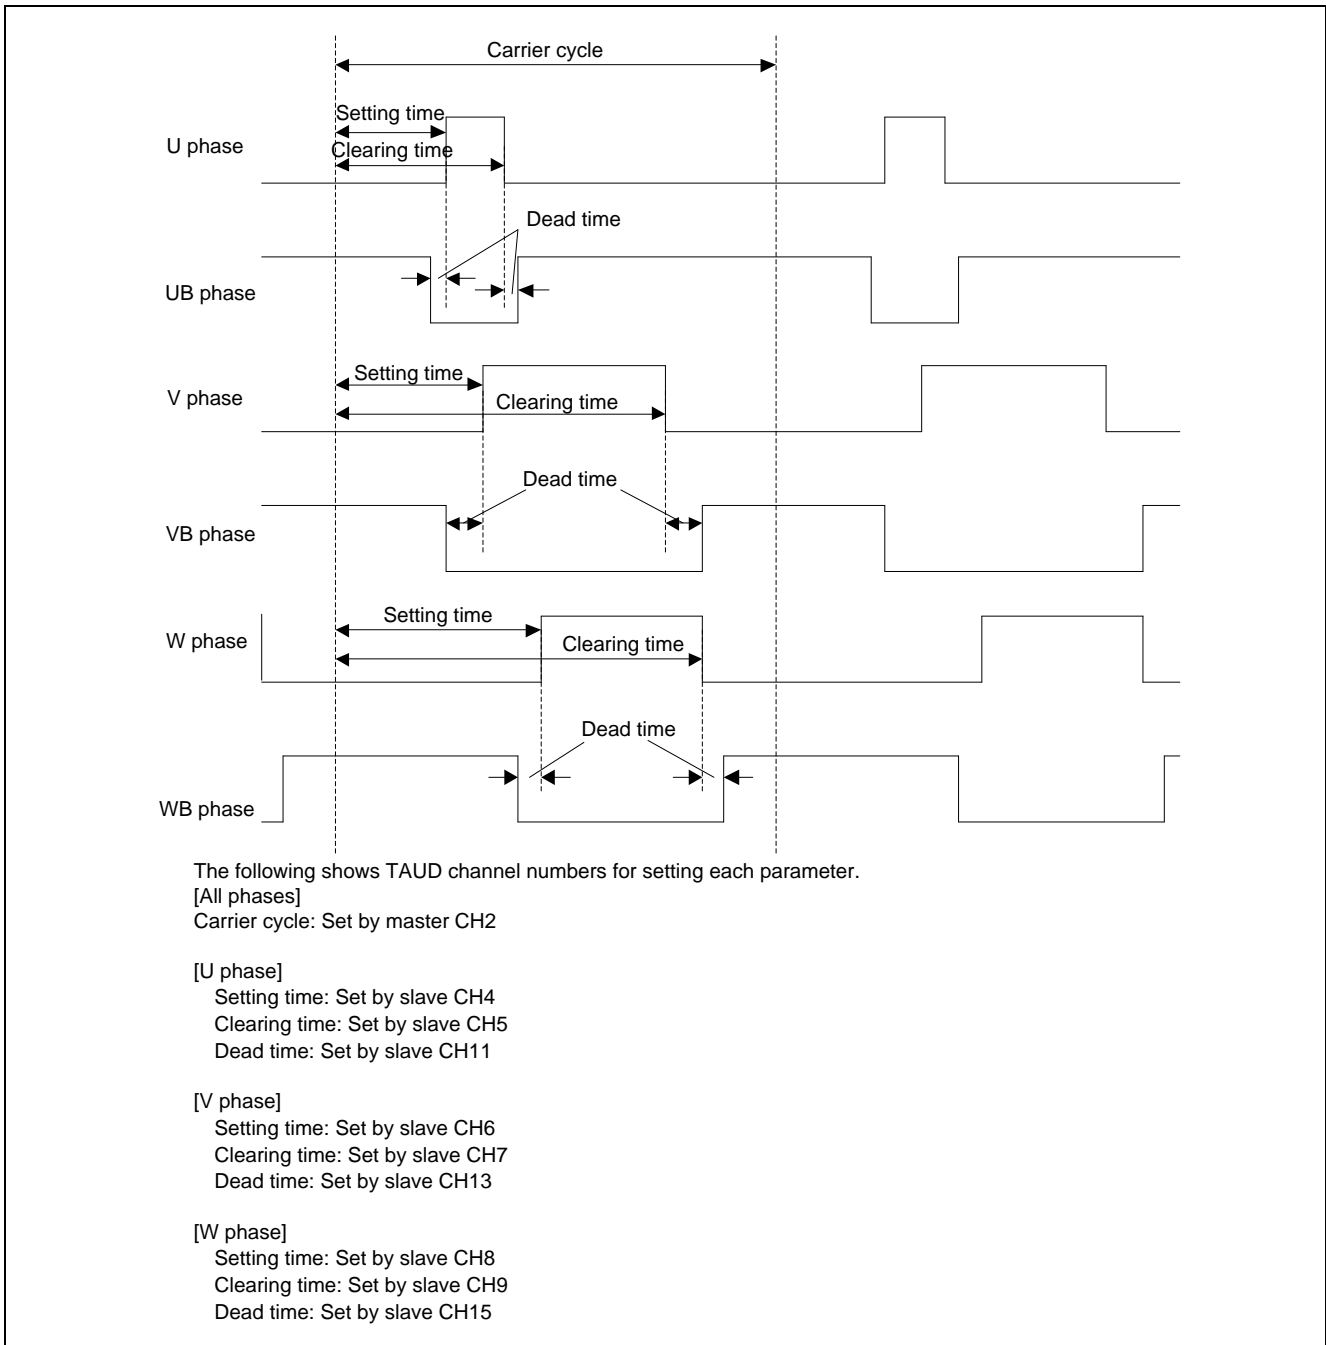 Carrier cycle
Setting time
U phase
Clearing time
Dead time
UB phase
Setting time
V phase
Clearing time
Dead time
VB phase
Setting time
W phase
Clearing time
Dead time
WB phase
The following shows TAUD channel numbers for setting each parameter.
[All phases]
Carrier cycle: Set by master CH2
[U phase]
Setting time: Set by slave CH4
Clearing time: Set by slave CH5
Dead time: Set by slave CH11
[V phase]
Setting time: Set by slave CH6
Clearing time: Set by slave CH7
Dead time: Set by slave CH13
[W phase]
Setting time: Set by slave CH8
Clearing time: Set by slave CH9
Dead time: Set by slave CH15